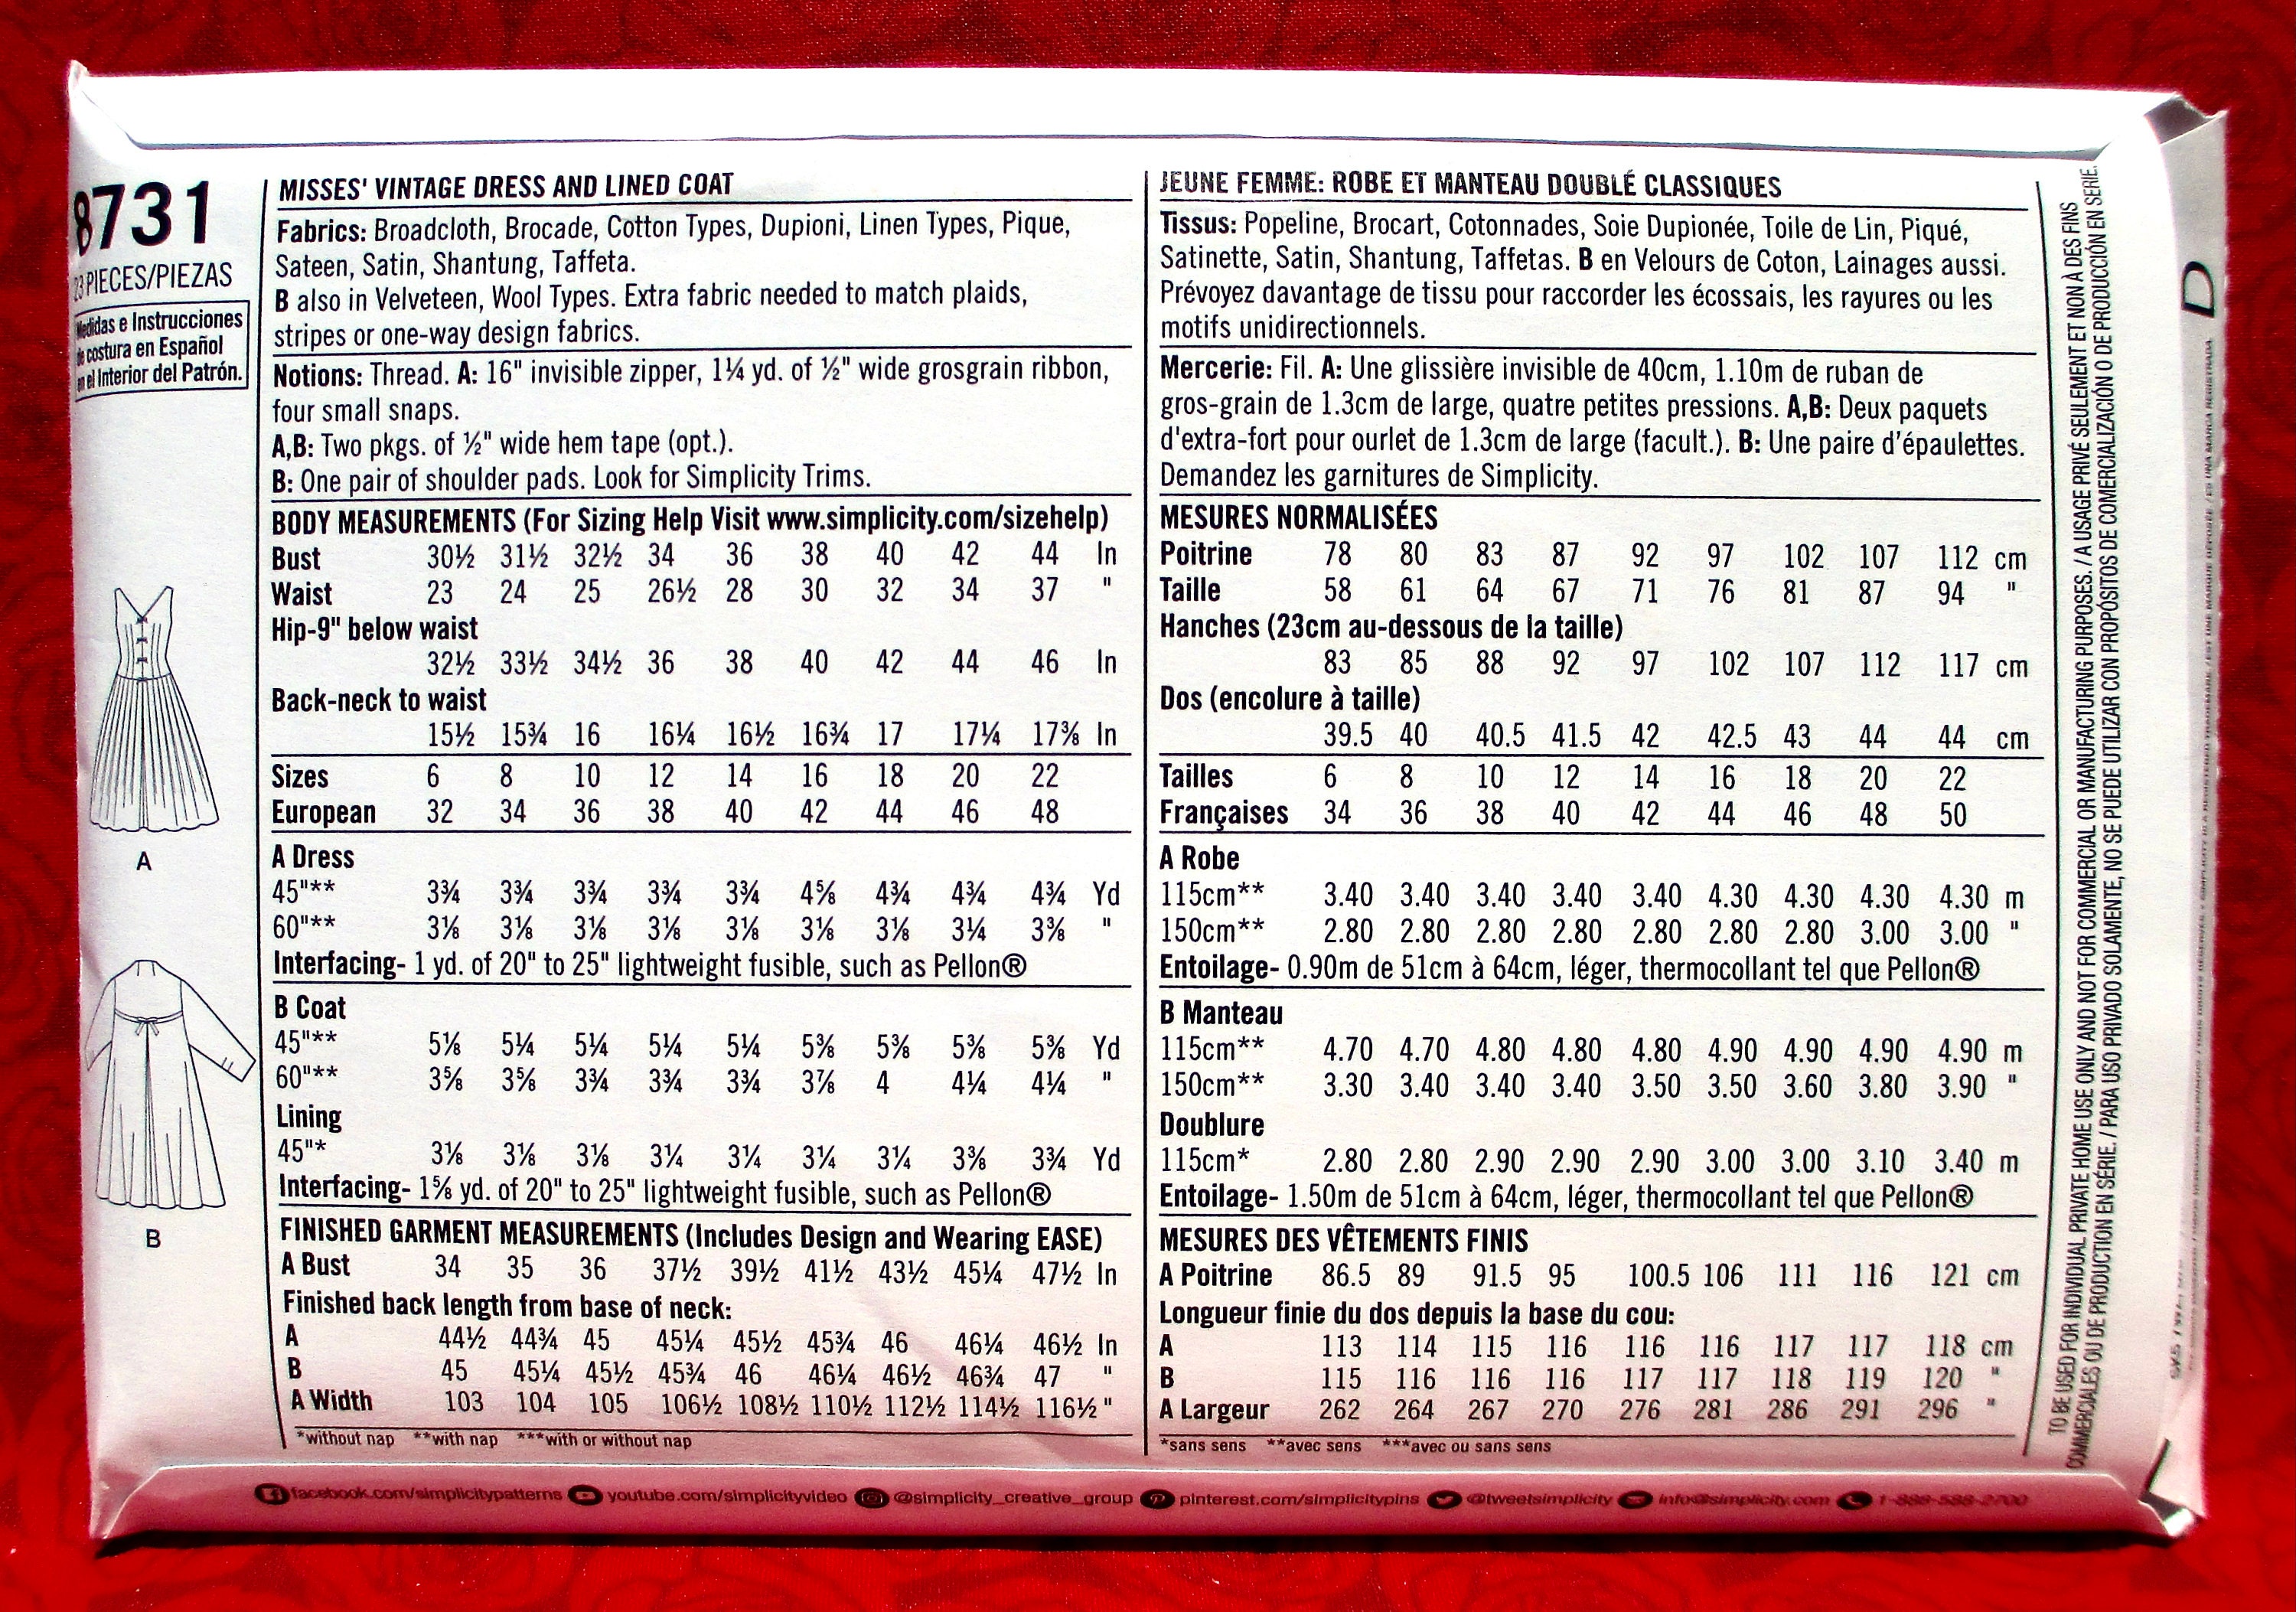 8731
23 PIECES/PIEZAS
Medidas e Instrucciones
de costura en Español
en el Interior del Patrón.
A
B
MISSES' VINTAGE DRESS AND LINED COAT
Fabrics: Broadcloth, Brocade, Cotton Types, Dupioni, Linen Types, Pique,
Sateen, Satin, Shantung, Taffeta.
B also in Velveteen, Wool Types. Extra fabric needed to match plaids,
stripes or one-way design fabrics.
Notions: Thread. A: 16" invisible zipper, 1¼ yd. of ½" wide grosgrain ribbon,
four small snaps.
A,B: Two pkgs. of ½" wide hem tape (opt.).
B: One pair of shoulder pads. Look for Simplicity Trims.
BODY MEASUREMENTS (For Sizing Help Visit www.simplicity.com/sizehelp)
Bust 30½ 31½ 32½ 34 36 38 40 42 44 In
Waist 23 24 25 26½ 28 30 32 34 37 "
Hip-9" below waist
32½ 33½ 34½ 36 38 40 42 44 46 In
Back-neck to waist
15½ 15¾ 16 16¼ 16½ 16¾ 17 17¼ 17⅜ In
Sizes 6 8 10 12 14 16 18 20 22
European 32 34 36 38 40 42 44 46 48
A Dress
45"** 3¾ 3¾ 3¾ 3¾ 3¾ 4⅝ 4¾ 4¾ 4¾ Yd
60"** 3⅛ 3⅛ 3⅛ 3⅛ 3⅛ 3⅛ 3⅛ 3¼ 3⅜ "
Interfacing- 1 yd. of 20" to 25" lightweight fusible, such as Pellon®
B Coat
45"** 5⅛ 5¼ 5¼ 5¼ 5¼ 5⅜ 5⅜ 5⅜ 5⅜ Yd
60"** 3⅝ 3⅝ 3¾ 3¾ 3¾ 3⅞ 4 4¼ 4¼ "
Lining
45"* 3⅛ 3⅛ 3⅛ 3¼ 3¼ 3¼ 3¼ 3⅜ 3¾ Yd
Interfacing- 1⅝ yd. of 20" to 25" lightweight fusible, such as Pellon®
FINISHED GARMENT MEASUREMENTS (Includes Design and Wearing EASE)
A Bust 34 35 36 37½ 39½ 41½ 43½ 45¼ 47½ In
Finished back length from base of neck:
A 44½ 44¾ 45 45¼ 45½ 45¾ 46 46¼ 46½ In
B 45 45¼ 45½ 45¾ 46 46¼ 46½ 46¾ 47 "
A Width 103 104 105 106½ 108½ 110½ 112½ 114½ 116½ "
*without nap **with nap ***with or without nap
JEUNE FEMME: ROBE ET MANTEAU DOUBLÉ CLASSIQUES
Tissus: Popeline, Brocart, Cotonnades, Soie Dupionée, Toile de Lin, Piqué,
Satinette, Satin, Shantung, Taffetas. B en Velours de Coton, Lainages aussi.
Prévoyez davantage de tissu pour raccorder les écossais, les rayures ou les
motifs unidirectionnels.
Mercerie: Fil. A: Une glissière invisible de 40cm, 1.10m de ruban de
gros-grain de 1.3cm de large, quatre petites pressions. A,B: Deux paquets
d'extra-fort pour ourlet de 1.3cm de large (facult.). B: Une paire d'épaulettes.
Demandez les garnitures de Simplicity.
MESURES NORMALISÉES
Poitrine 78 80 83 87 92 97 102 107 112 cm
Taille 58 61 64 67 71 76 81 87 94 "
Hanches (23cm au-dessous de la taille)
83 85 88 92 97 102 107 112 117 cm
Dos (encolure à taille)
39.5 40 40.5 41.5 42 42.5 43 44 44 cm
Tailles 6 8 10 12 14 16 18 20 22
Françaises 34 36 38 40 42 44 46 48 50
A Robe
115cm** 3.40 3.40 3.40 3.40 3.40 4.30 4.30 4.30 4.30 m
150cm** 2.80 2.80 2.80 2.80 2.80 2.80 2.80 3.00 3.00 "
Entoilage- 0.90m de 51cm à 64cm, léger, thermocollant tel que Pellon®
B Manteau
115cm** 4.70 4.70 4.80 4.80 4.80 4.90 4.90 4.90 4.90 m
150cm** 3.30 3.40 3.40 3.40 3.50 3.50 3.60 3.80 3.90 "
Doublure
115cm* 2.80 2.80 2.90 2.90 2.90 3.00 3.00 3.10 3.40 m
Entoilage- 1.50m de 51cm à 64cm, léger, thermocollant tel que Pellon®
MESURES DES VÊTEMENTS FINIS
A Poitrine 86.5 89 91.5 95 100.5 106 111 116 121 cm
Longueur finie du dos depuis la base du cou:
A 113 114 115 116 116 116 117 117 118 cm
B 115 116 116 116 117 117 118 119 120 "
A Largeur 262 264 267 270 276 281 286 291 296 "
*sans sens **avec sens ***avec ou sans sens
TO BE USED FOR INDIVIDUAL PRIVATE HOME USE ONLY AND NOT FOR COMMERCIAL OR MANUFACTURING PURPOSES. / A USAGE PRIVÉ SEULEMENT ET NON À DES FINS
COMMERCIALES OU DE PRODUCTION EN SÉRIE. / PARA USO PRIVADO SOLAMENTE, NO SE PUEDE UTILIZAR CON PROPÓSITOS DE COMERCIALIZACIÓN O DE PRODUCCIÓN EN SERIE.
D
facebook.com/simplicitypatterns youtube.com/simplicityvideo @simplicity_creative_group pinterest.com/simplicitypins @tweetsimplicity info@simplicity.com 1-888-588-2700